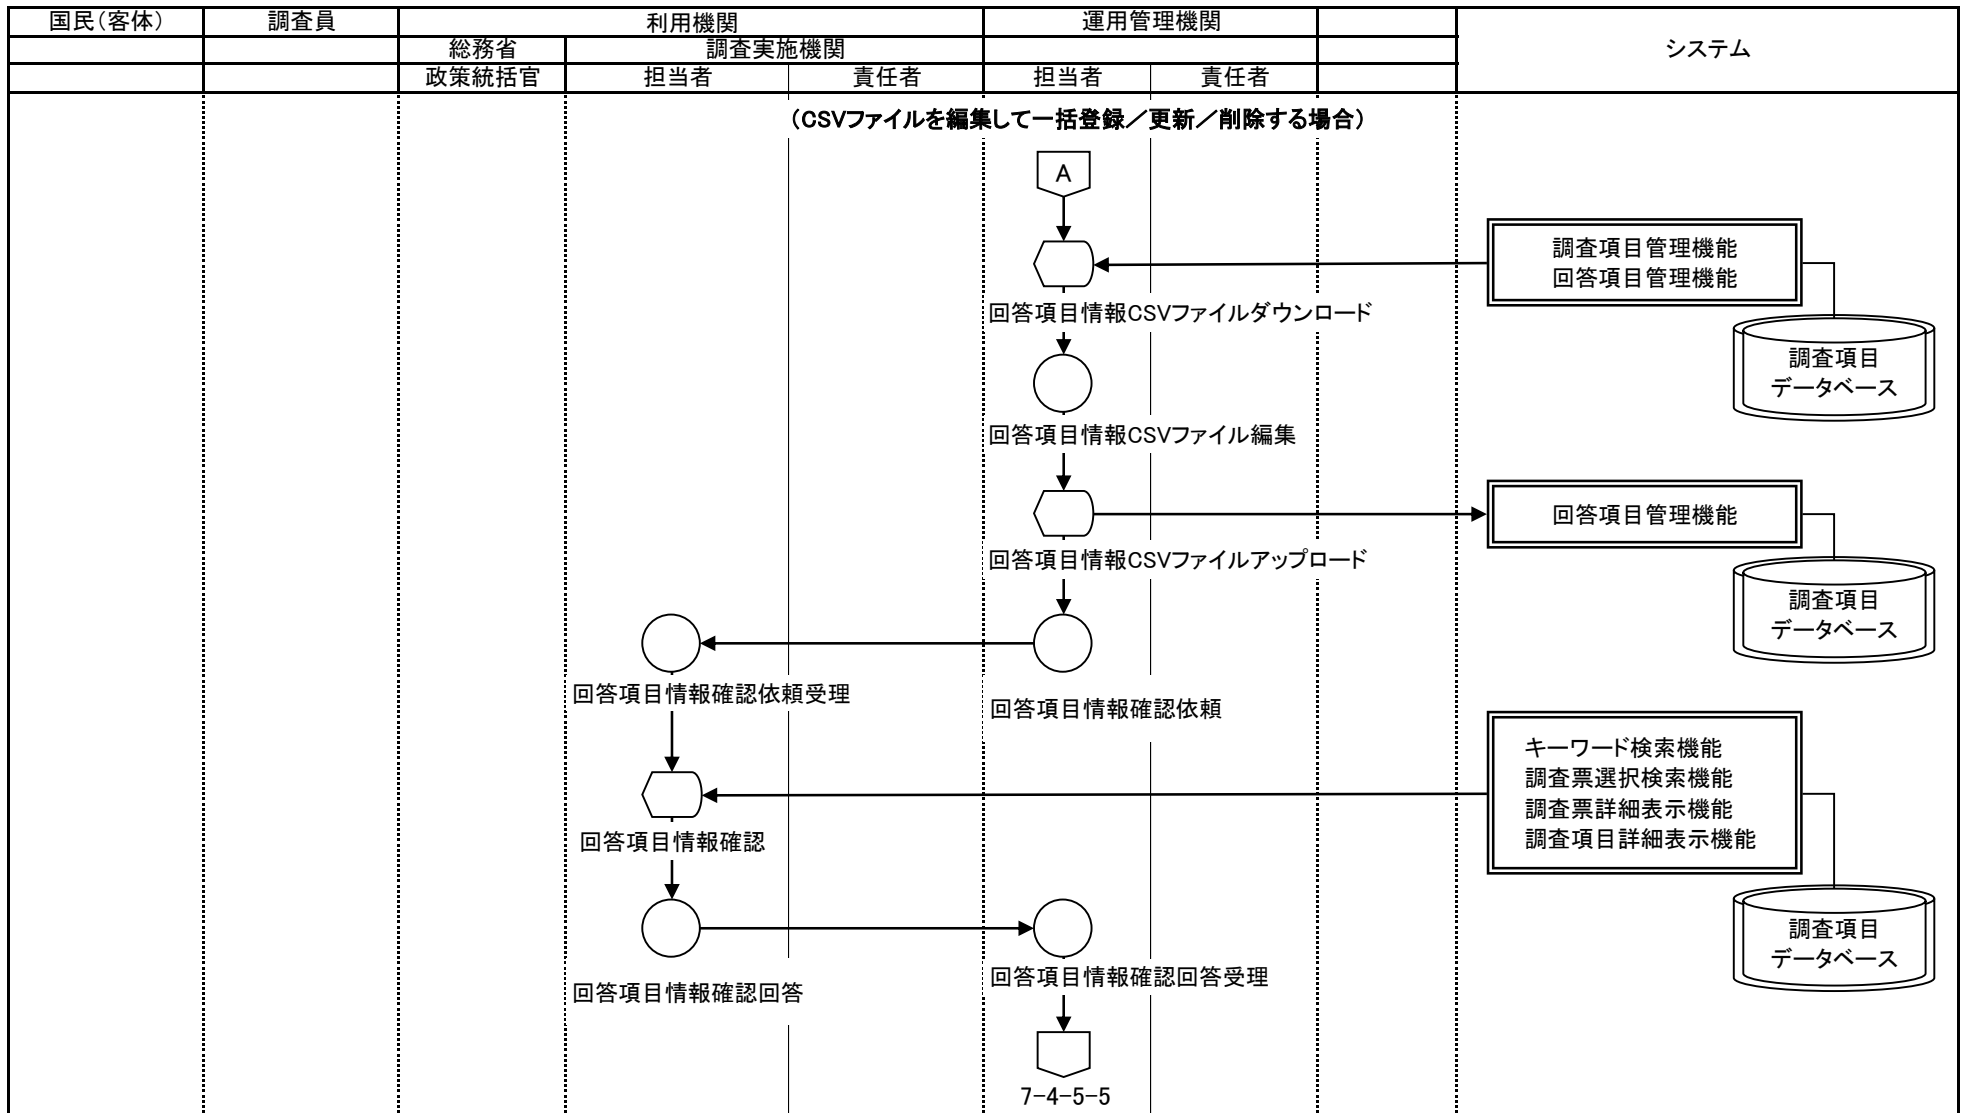 国民（客体）
調査員
利用機関
運用管理機関
システム
総務省
調査実施機関
政策統括官
担当者
責任者
担当者
責任者
（CSVファイルを編集して一括登録／更新／削除する場合）
A
調査項目管理機能
回答項目管理機能
回答項目情報CSVファイルダウンロード
調査項目
データベース
回答項目情報CSVファイル編集
回答項目管理機能
回答項目情報CSVファイルアップロード
調査項目
データベース
回答項目情報確認依頼受理
回答項目情報確認依頼
キーワード検索機能
調査票選択検索機能
調査票詳細表示機能
調査項目詳細表示機能
回答項目情報確認
調査項目
データベース
回答項目情報確認回答
回答項目情報確認回答受理
7-4-5-5